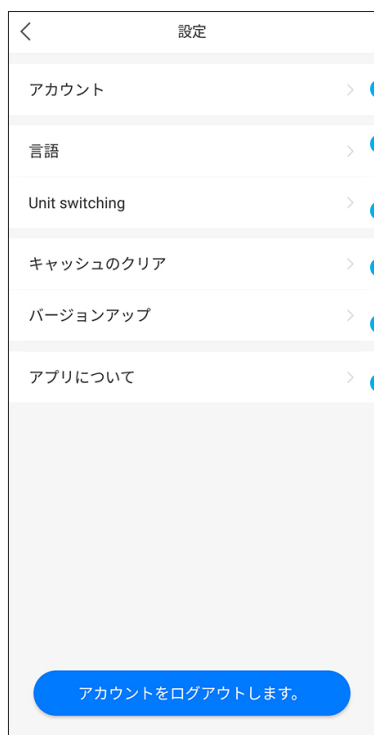 設定
アカウント
言語
Unit switching
キャッシュのクリア
バージョンアップ
アプリについて
アカウントをログアウトします。